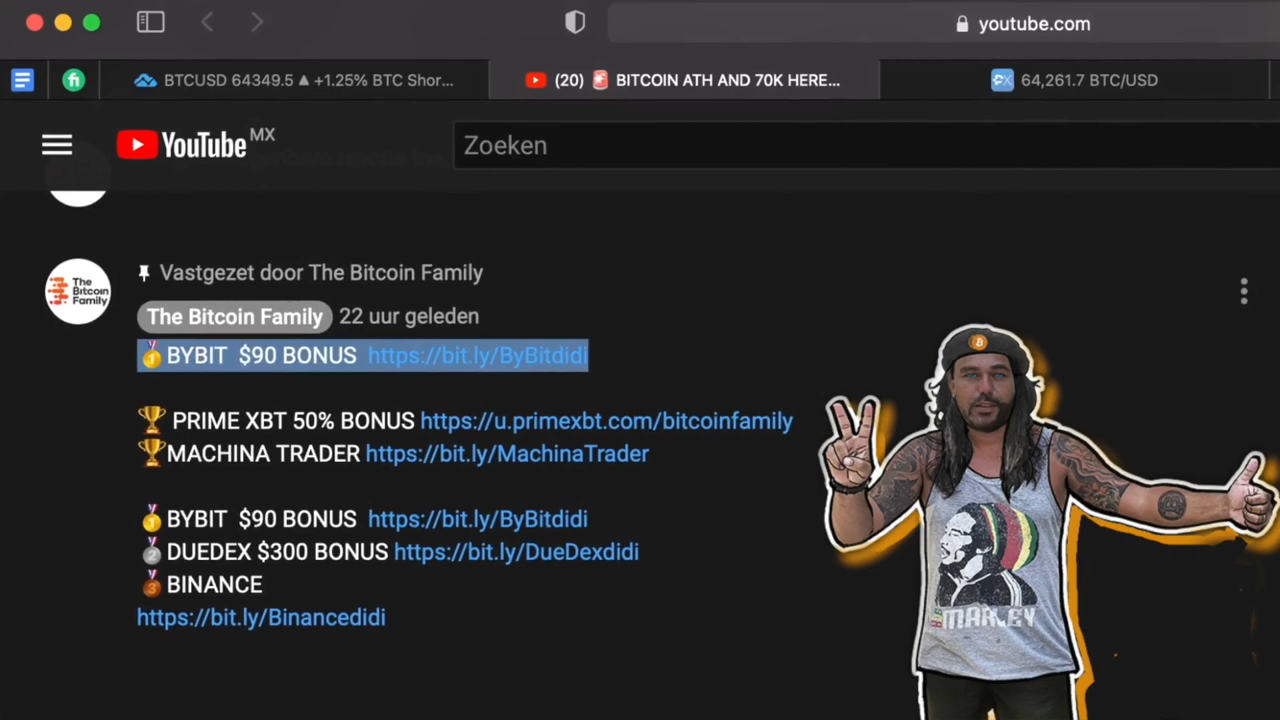 youtube.com
BTCUSD 64349.5 ▲ +1.25% BTC Shor...
(20) 🚨 BITCOIN ATH AND 70K HERE...
64,261.7 BTC/USD
YouTube MX
Zoeken
The Bitcoin Family
Vastgezet door The Bitcoin Family
The Bitcoin Family 22 uur geleden
🥇BYBIT $90 BONUS https://bit.ly/ByBitdidi
🏆 PRIME XBT 50% BONUS https://u.primexbt.com/bitcoinfamily
🏆MACHINA TRADER https://bit.ly/MachinaTrader
🥇BYBIT $90 BONUS https://bit.ly/ByBitdidi
🥈DUEDEX $300 BONUS https://bit.ly/DueDexdidi
🥉BINANCE
https://bit.ly/Binancedidi
MARLEY